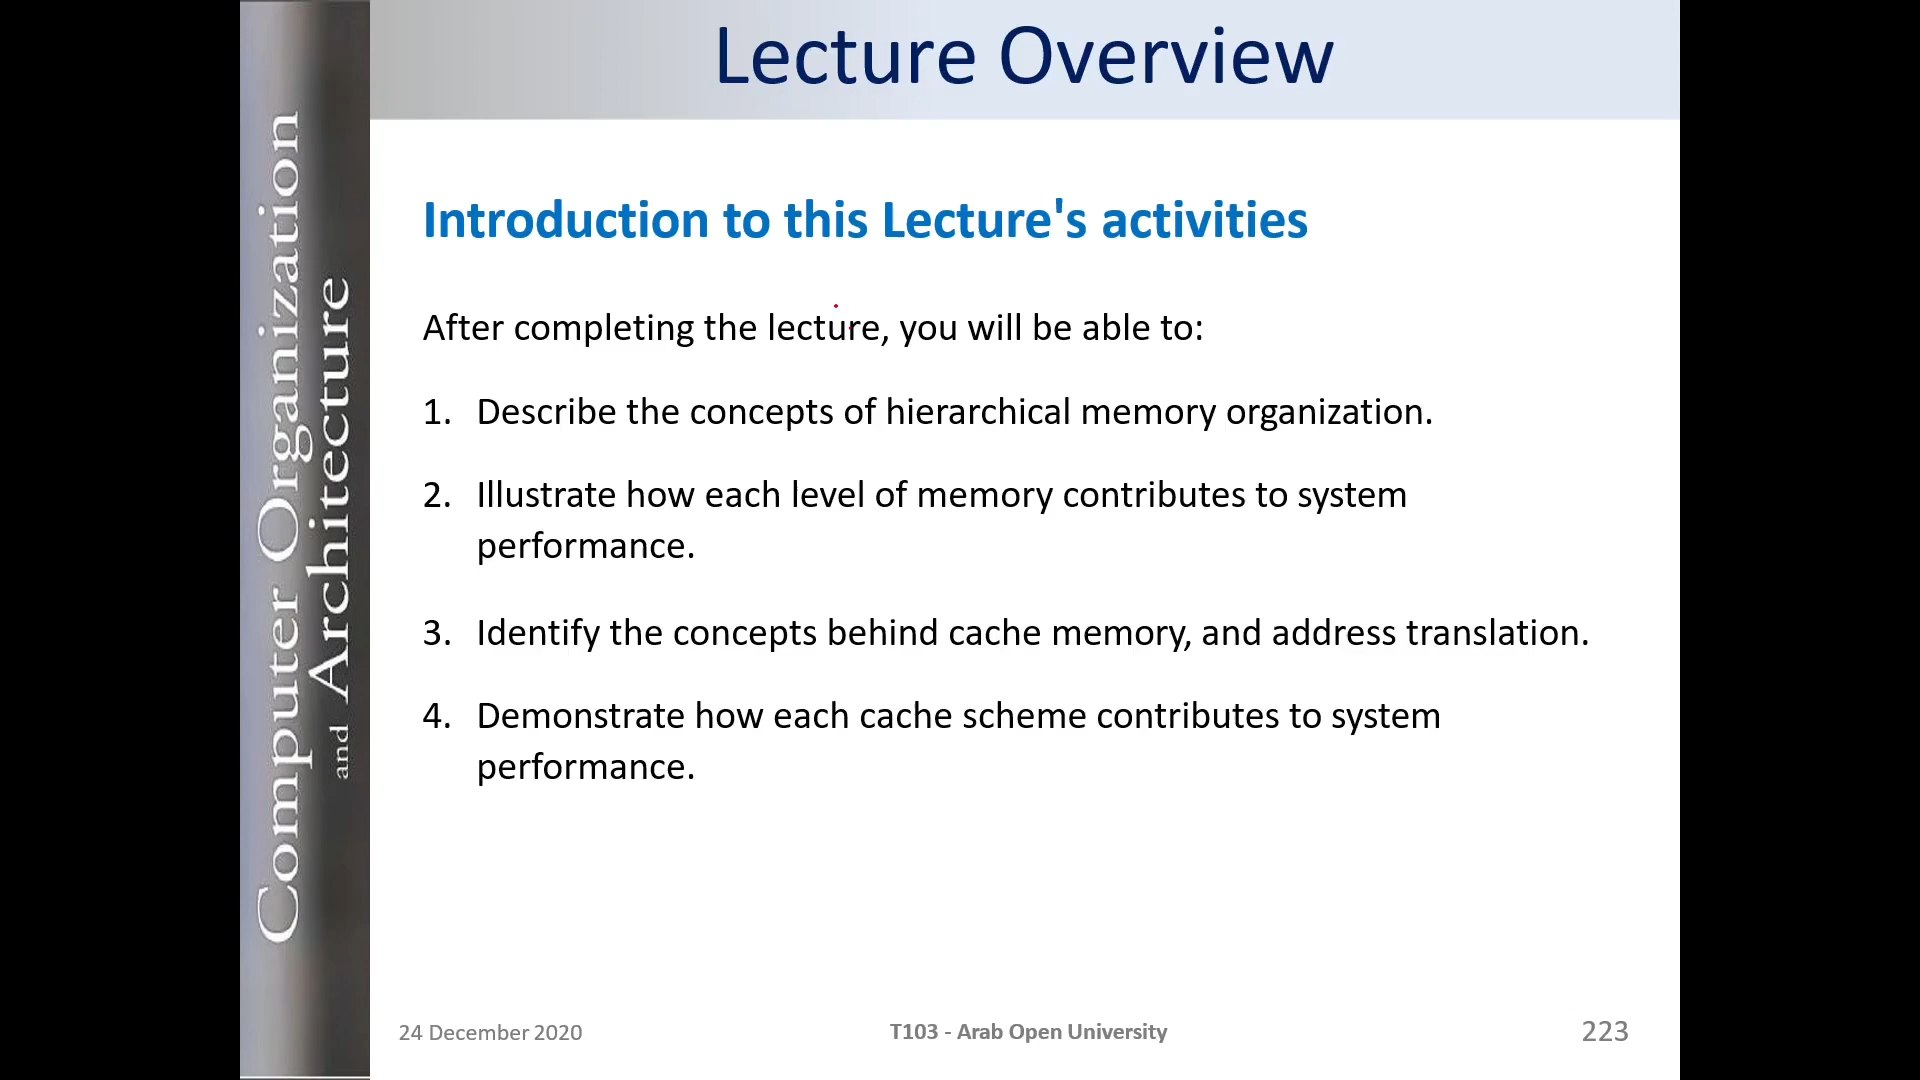 Computer Organization
and Architecture
Lecture Overview
Introduction to this Lecture's activities
After completing the lecture, you will be able to:
1. Describe the concepts of hierarchical memory organization.
2. Illustrate how each level of memory contributes to system
performance.
3. Identify the concepts behind cache memory, and address translation.
4. Demonstrate how each cache scheme contributes to system
performance.
24 December 2020
T103 - Arab Open University
223